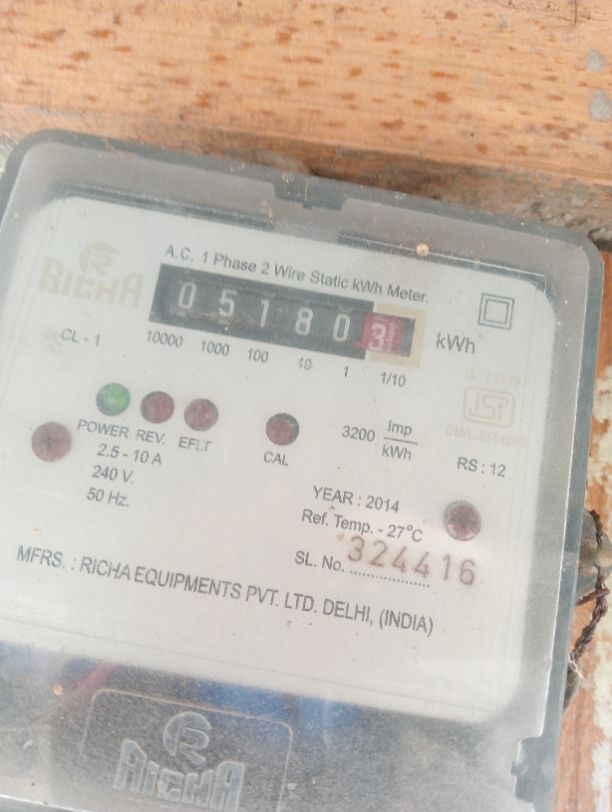 RICHA
A.C. 1 Phase 2 Wire Static kWh Meter.
0 5 1 8 0 3 kWh
CL - 1 10000 1000 100 10 1 1/10
ISI
POWER REV. EFLT CAL
3200 Imp/kWh
RS : 12
2.5 - 10 A
240 V.
50 Hz.
YEAR : 2014
Ref. Temp. - 27°C
SL. No. 324416
MFRS. : RICHA EQUIPMENTS PVT. LTD. DELHI, (INDIA)
RICHA